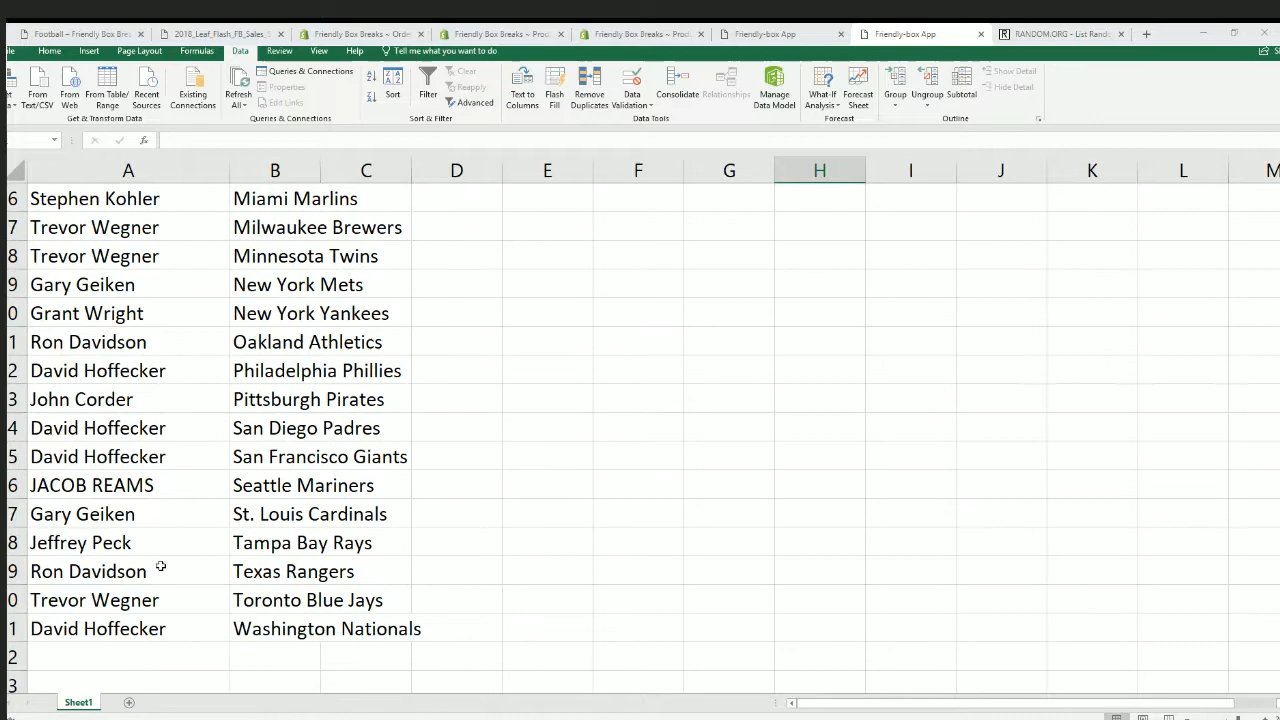 Football – Friendly Box Bre
2018_Leaf_Flash_FB_Sales_S
Friendly Box Breaks ~ Orde
Friendly Box Breaks ~ Prod
Friendly Box Breaks ~ Prod
Friendly-box App
Friendly-box App
RANDOM.ORG - List Rando
le Home Insert Page Layout Formulas Data Review View Help Tell me what you want to do
From Text/CSV
From Web
From Table/ Range
Recent Sources
Existing Connections
Refresh All
Queries & Connections
Properties
Edit Links
Sort
Filter
Clear
Reapply
Advanced
Text to Columns
Flash Fill
Remove Duplicates
Data Validation
Consolidate
Relationships
Manage Data Model
What-If Analysis
Forecast Sheet
Group
Ungroup
Subtotal
Show Detail
Hide Detail
Get & Transform Data
Queries & Connections
Sort & Filter
Data Tools
Forecast
Outline
fx
A B C D E F G H I J K L M
6 Stephen Kohler Miami Marlins
7 Trevor Wegner Milwaukee Brewers
8 Trevor Wegner Minnesota Twins
9 Gary Geiken New York Mets
0 Grant Wright New York Yankees
1 Ron Davidson Oakland Athletics
2 David Hoffecker Philadelphia Phillies
3 John Corder Pittsburgh Pirates
4 David Hoffecker San Diego Padres
5 David Hoffecker San Francisco Giants
6 JACOB REAMS Seattle Mariners
7 Gary Geiken St. Louis Cardinals
8 Jeffrey Peck Tampa Bay Rays
9 Ron Davidson Texas Rangers
0 Trevor Wegner Toronto Blue Jays
1 David Hoffecker Washington Nationals
2
3
Sheet1